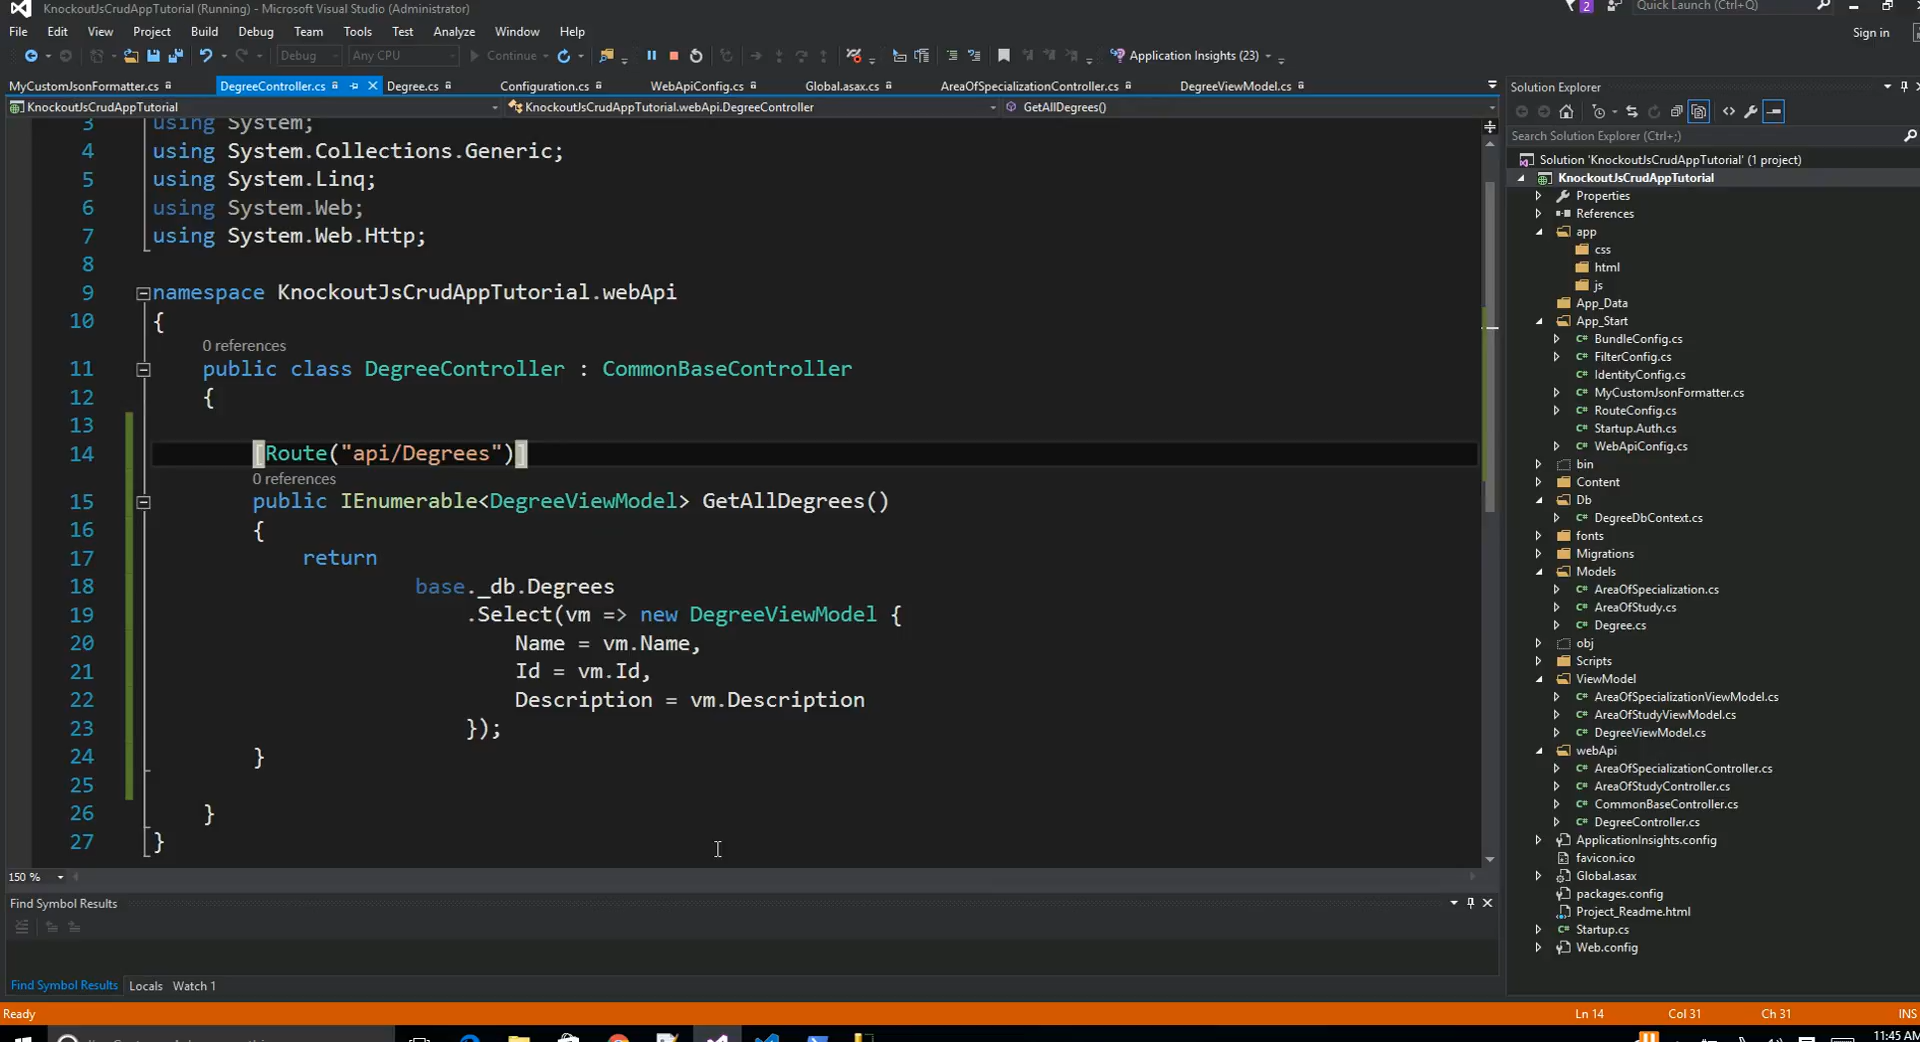 KnockoutJsCrudAppTutorial (Running) - Microsoft Visual Studio (Administrator)
2
Quick Launch (Ctrl+Q)
File Edit View Project Build Debug Team Tools Test Analyze Window Help
Sign in
Debug Any CPU Continue Application Insights (23)
MyCustomJsonFormatter.cs DegreeController.cs Degree.cs Configuration.cs WebApiConfig.cs Global.asax.cs AreaOfSpecializationController.cs DegreeViewModel.cs
KnockoutJsCrudAppTutorial KnockoutJsCrudAppTutorial.webApi.DegreeController GetAllDegrees()
3 using System;
4 using System.Collections.Generic;
5 using System.Linq;
6 using System.Web;
7 using System.Web.Http;
8
9 namespace KnockoutJsCrudAppTutorial.webApi
10 {
0 references
11 public class DegreeController : CommonBaseController
12 {
13
14 [Route("api/Degrees")]
0 references
15 public IEnumerable<DegreeViewModel> GetAllDegrees()
16 {
17 return
18 base._db.Degrees
19 .Select(vm => new DegreeViewModel {
20 Name = vm.Name,
21 Id = vm.Id,
22 Description = vm.Description
23 });
24 }
25
26 }
27 }
150 %
Find Symbol Results
Find Symbol Results Locals Watch 1
Solution Explorer
Search Solution Explorer (Ctrl+;)
Solution 'KnockoutJsCrudAppTutorial' (1 project)
KnockoutJsCrudAppTutorial
Properties
References
app
css
html
js
App_Data
App_Start
C# BundleConfig.cs
C# FilterConfig.cs
C# IdentityConfig.cs
C# MyCustomJsonFormatter.cs
C# RouteConfig.cs
C# Startup.Auth.cs
C# WebApiConfig.cs
bin
Content
Db
C# DegreeDbContext.cs
fonts
Migrations
Models
C# AreaOfSpecialization.cs
C# AreaOfStudy.cs
C# Degree.cs
obj
Scripts
ViewModel
C# AreaOfSpecializationViewModel.cs
C# AreaOfStudyViewModel.cs
C# DegreeViewModel.cs
webApi
C# AreaOfSpecializationController.cs
C# AreaOfStudyController.cs
C# CommonBaseController.cs
C# DegreeController.cs
ApplicationInsights.config
favicon.ico
Global.asax
packages.config
Project_Readme.html
C# Startup.cs
Web.config
Ready Ln 14 Col 31 Ch 31 INS
11:45 AM